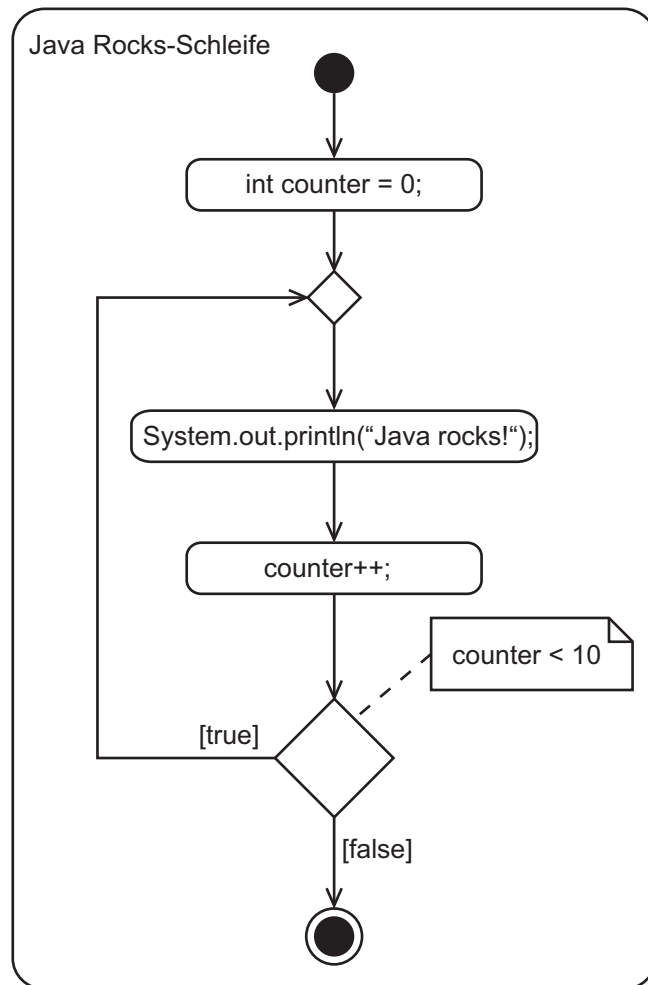 Java Rocks-Schleife
int counter = 0;
System.out.println(“Java rocks!“);
counter++;
counter < 10
[true]
[false]